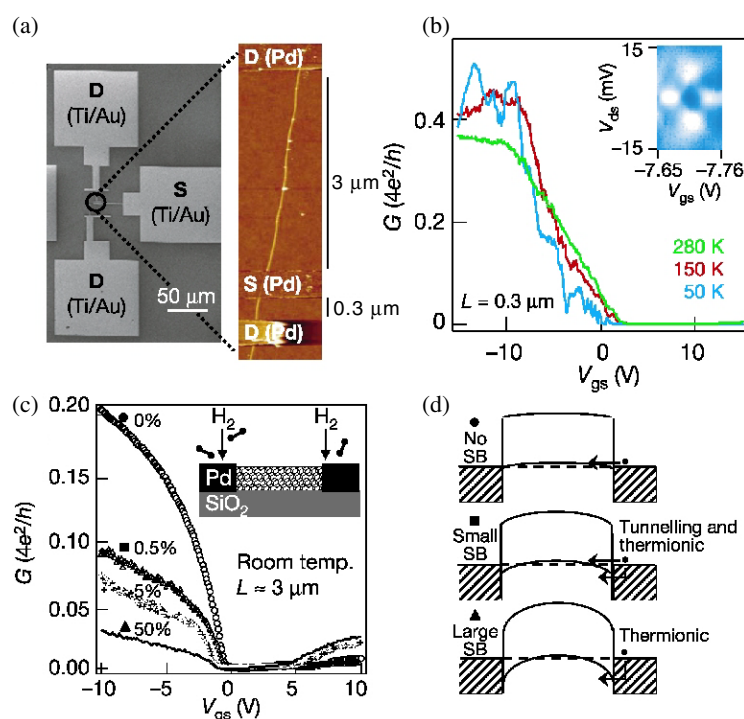 (a)
D
(Ti/Au)
S
(Ti/Au)
D
(Ti/Au)
50 μm
D (Pd)
3 μm
S (Pd)
0.3 μm
D (Pd)
(b)
G (4e²/h)
0.4
0.2
0
−10 0 10
V_gs (V)
L = 0.3 μm
280 K
150 K
50 K
15
V_ds (mV)
−15
−7.65 −7.76
V_gs (V)
(c)
G (4e²/h)
0.20
0.15
0.10
0.05
0.00
−10 −5 0 5 10
V_gs (V)
● 0%
■ 0.5%
5%
▲ 50%
H₂ H₂
Pd
SiO₂
Room temp.
L ≈ 3 μm
(d)
●
No
SB
■
Small
SB
Tunnelling and
thermionic
▲
Large
SB
Thermionic